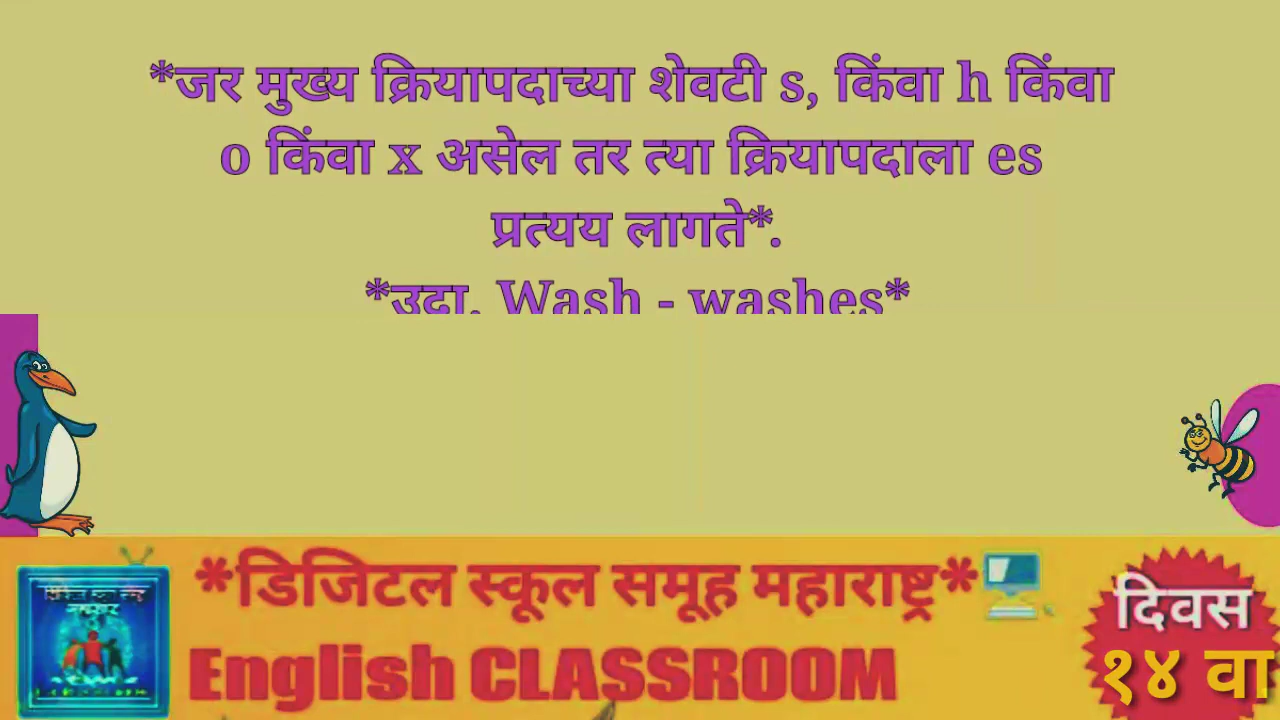 *जर मुख्य क्रियापदाच्या शेवटी s, किंवा h किंवा
o किंवा x असेल तर त्या क्रियापदाला es
प्रत्यय लागते*.
*उदा. Wash - washes*
*डिजिटल स्कूल समूह महाराष्ट्र*
English CLASSROOM
दिवस
१४ वा